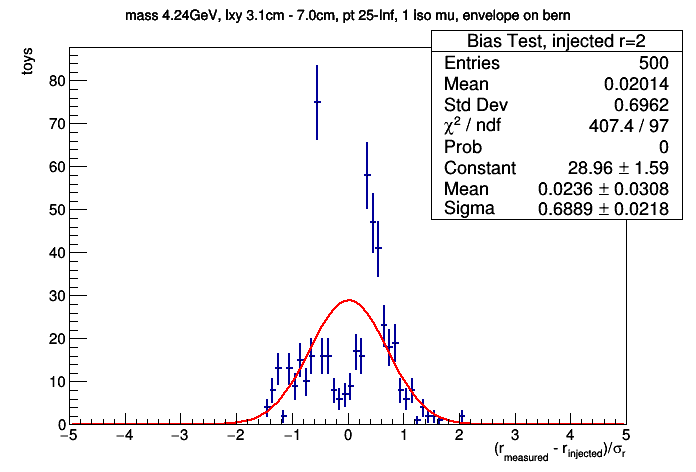 mass 4.24GeV, lxy 3.1cm - 7.0cm, pt 25-Inf, 1 Iso mu, envelope on bern
Bias Test, injected r=2
Entries 500
Mean 0.02014
Std Dev 0.6962
χ² / ndf 407.4 / 97
Prob 0
Constant 28.96 ± 1.59
Mean 0.0236 ± 0.0308
Sigma 0.6889 ± 0.0218
toys
80
70
60
50
40
30
20
10
0
−5 −4 −3 −2 −1 0 1 2 3 4 5
(r_measured - r_injected)/σ_r